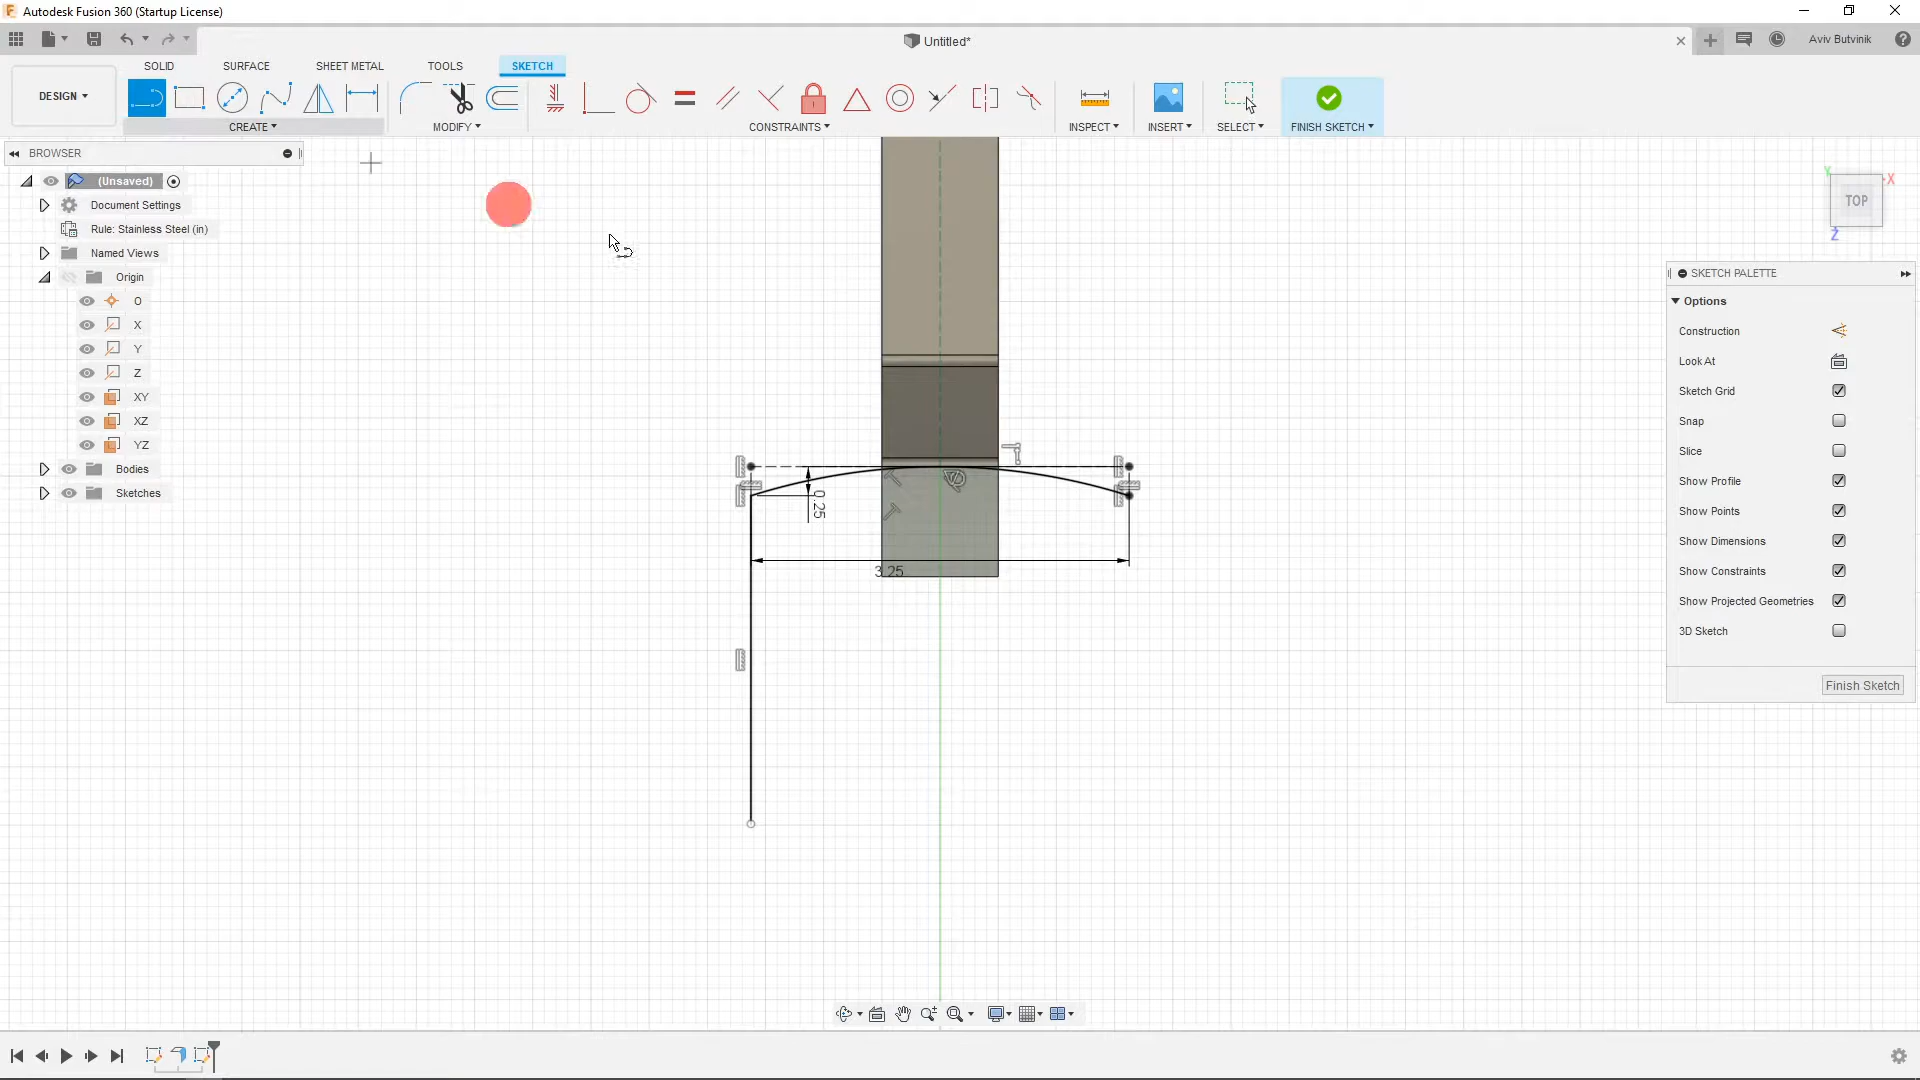 Autodesk Fusion 360 (Startup License)
Untitled*
Aviv Butvinik
SOLID
SURFACE
SHEET METAL
TOOLS
SKETCH
DESIGN
CREATE
MODIFY
CONSTRAINTS
INSPECT
INSERT
SELECT
FINISH SKETCH
BROWSER
(Unsaved)
Document Settings
Rule: Stainless Steel (in)
Named Views
Origin
O
X
Y
Z
XY
XZ
YZ
Bodies
Sketches
0.25
3.25
Y
X
TOP
Z
SKETCH PALETTE
Options
Construction
Look At
Sketch Grid
Snap
Slice
Show Profile
Show Points
Show Dimensions
Show Constraints
Show Projected Geometries
3D Sketch
Finish Sketch